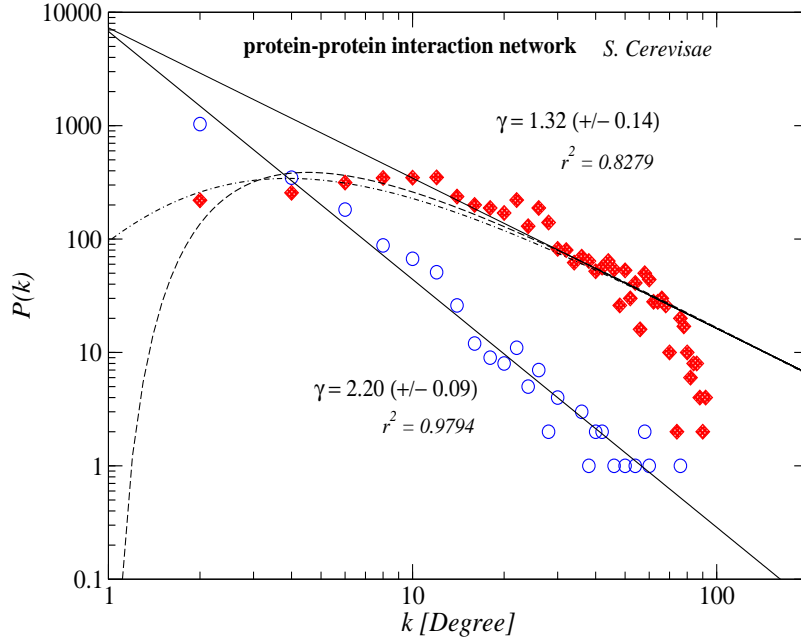 10000
protein-protein interaction network S. Cerevisae
1000
γ = 1.32 (+/− 0.14)
r² = 0.8279
100
P(k)
10
γ = 2.20 (+/− 0.09)
r² = 0.9794
1
0.1
1 10 100
k [Degree]